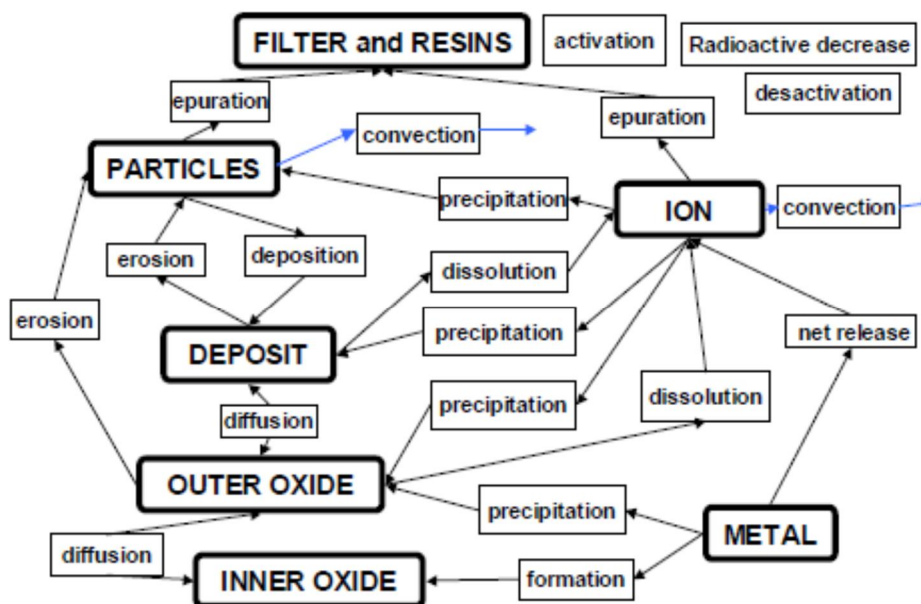 FILTER and RESINS
activation
Radioactive decrease
desactivation
epuration
epuration
convection
PARTICLES
precipitation
ION
convection
erosion
deposition
dissolution
erosion
precipitation
net release
DEPOSIT
precipitation
dissolution
diffusion
OUTER OXIDE
precipitation
METAL
diffusion
INNER OXIDE
formation